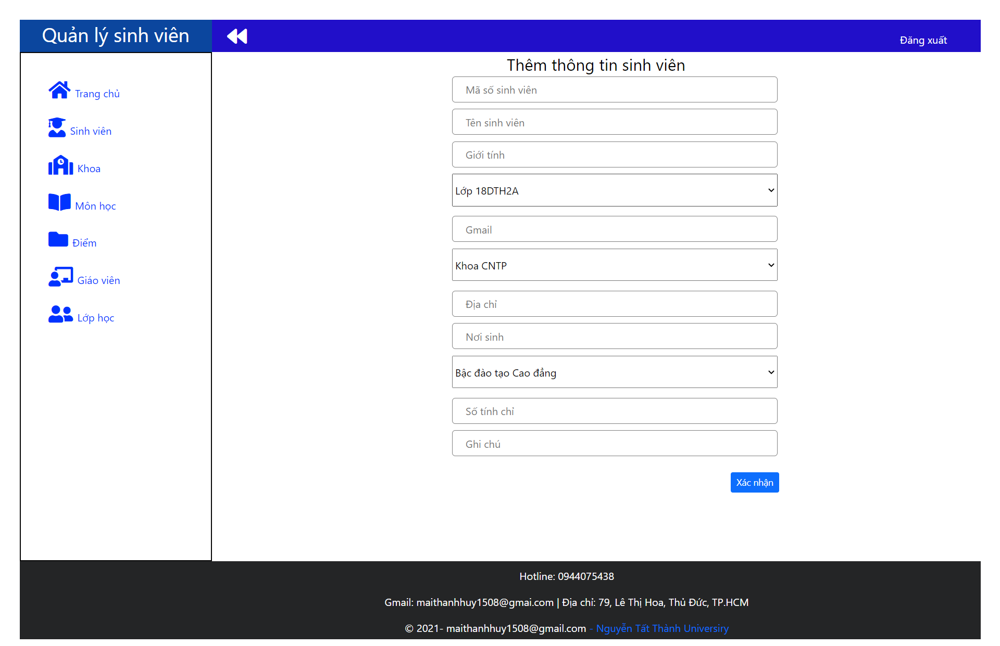 Quản lý sinh viên
Đăng xuất
Trang chủ
Sinh viên
Khoa
Môn học
Điểm
Giáo viên
Lớp học
Thêm thông tin sinh viên
Mã số sinh viên
Tên sinh viên
Giới tính
Lớp 18DTH2A
Gmail
Khoa CNTP
Địa chỉ
Nơi sinh
Bậc đào tạo Cao đẳng
Số tính chỉ
Ghi chú
Xác nhận
Hotline: 0944075438
Gmail: maithanhhuy1508@gmai.com | Địa chỉ: 79, Lê Thị Hoa, Thủ Đức, TP.HCM
© 2021- maithanhhuy1508@gmail.com - Nguyễn Tất Thành Universiry